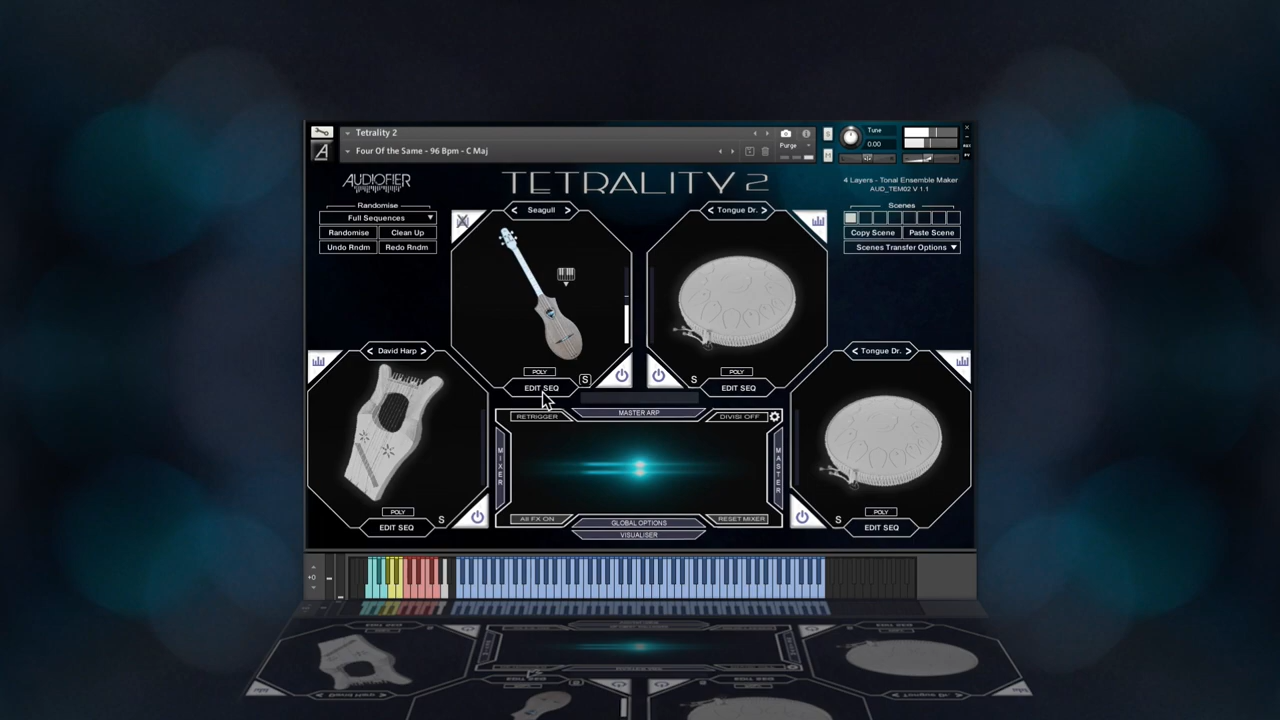 Tetrality 2
Purge
S
Tune
0.00
Four Of the Same - 96 Bpm - C Maj
M
AUDIOFIER
TETRALITY 2
4 Layers - Tonal Ensemble Maker
AUD_TEM02 V 1.1
Randomise
Full Sequences
Randomise
Clean Up
Undo Rndm
Redo Rndm
Scenes
Copy Scene
Paste Scene
Scenes Transfer Options
Seagull
POLY
EDIT SEQ
S
Tongue Dr.
POLY
S
EDIT SEQ
David Harp
POLY
EDIT SEQ
S
Tongue Dr.
POLY
S
EDIT SEQ
RETRIGGER
MASTER ARP
DIVISI OFF
MIXER
MASTER
All FX ON
GLOBAL OPTIONS
RESET MIXER
VISUALISER
+0